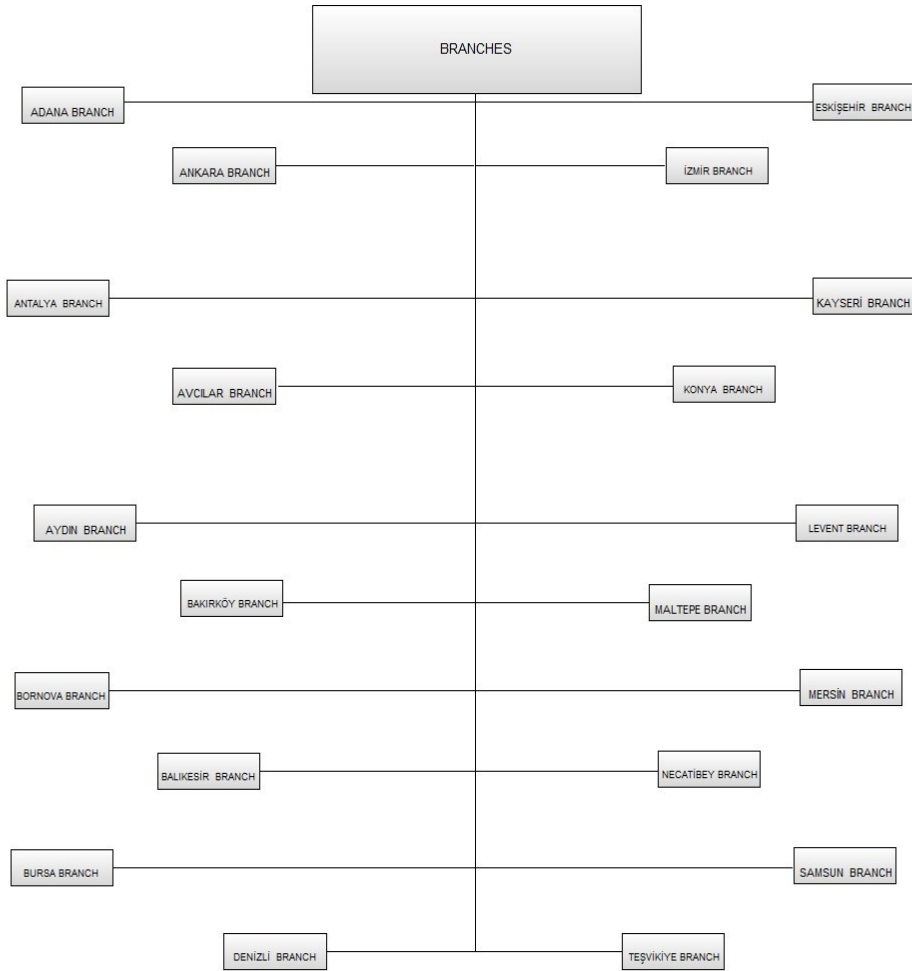 BRANCHES
ADANA BRANCH
ESKİŞEHİR BRANCH
ANKARA BRANCH
İZMİR BRANCH
ANTALYA BRANCH
KAYSERİ BRANCH
AVCILAR BRANCH
KONYA BRANCH
AYDIN BRANCH
LEVENT BRANCH
BAKIRKÖY BRANCH
MALTEPE BRANCH
BORNOVA BRANCH
MERSİN BRANCH
BALIKESİR BRANCH
NECATİBEY BRANCH
BURSA BRANCH
SAMSUN BRANCH
DENİZLİ BRANCH
TEŞVİKİYE BRANCH